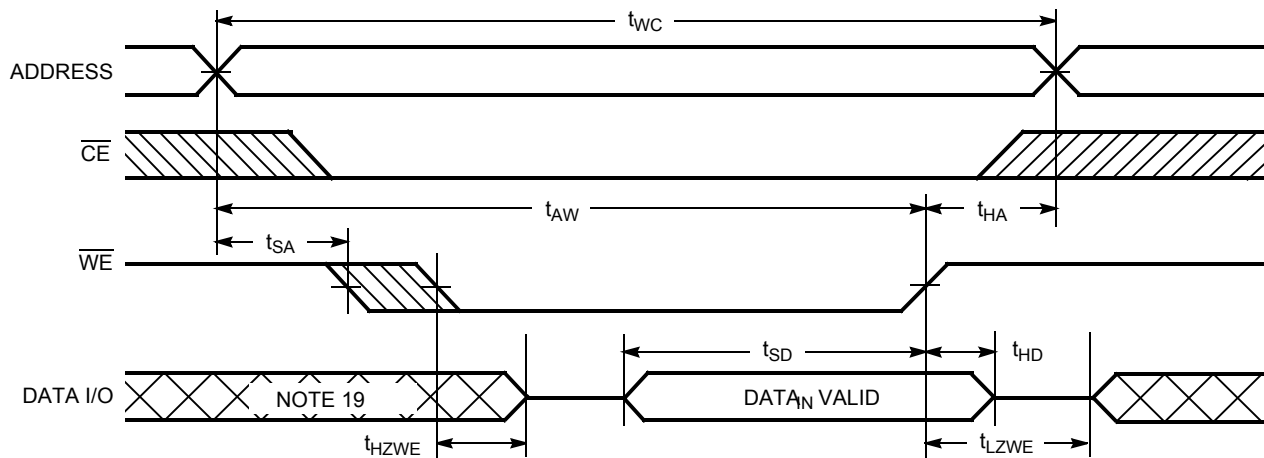 tWC
ADDRESS
CE
tAW
tHA
tSA
WE
tSD
tHD
DATA I/O
NOTE 19
DATAIN VALID
tHZWE
tLZWE